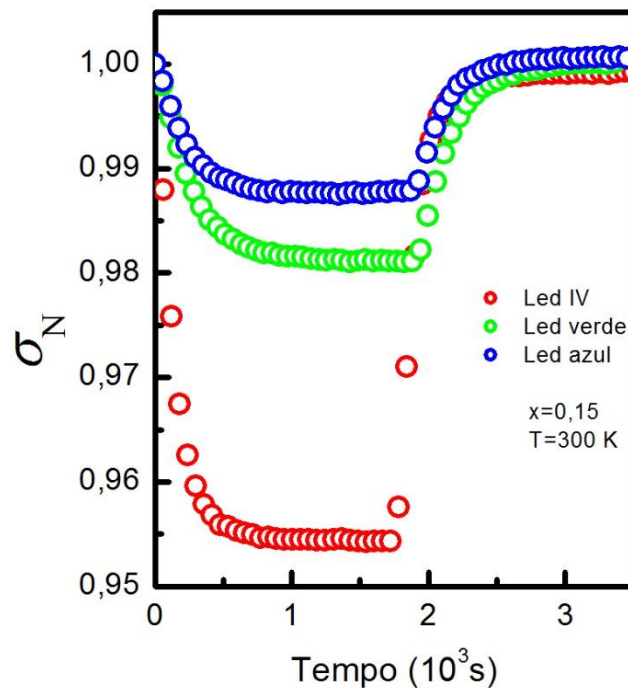 1,00
0,99
0,98
0,97
0,96
0,95
σN
Led IV
Led verde
Led azul
x=0,15
T=300 K
0
1
2
3
Tempo (10³s)